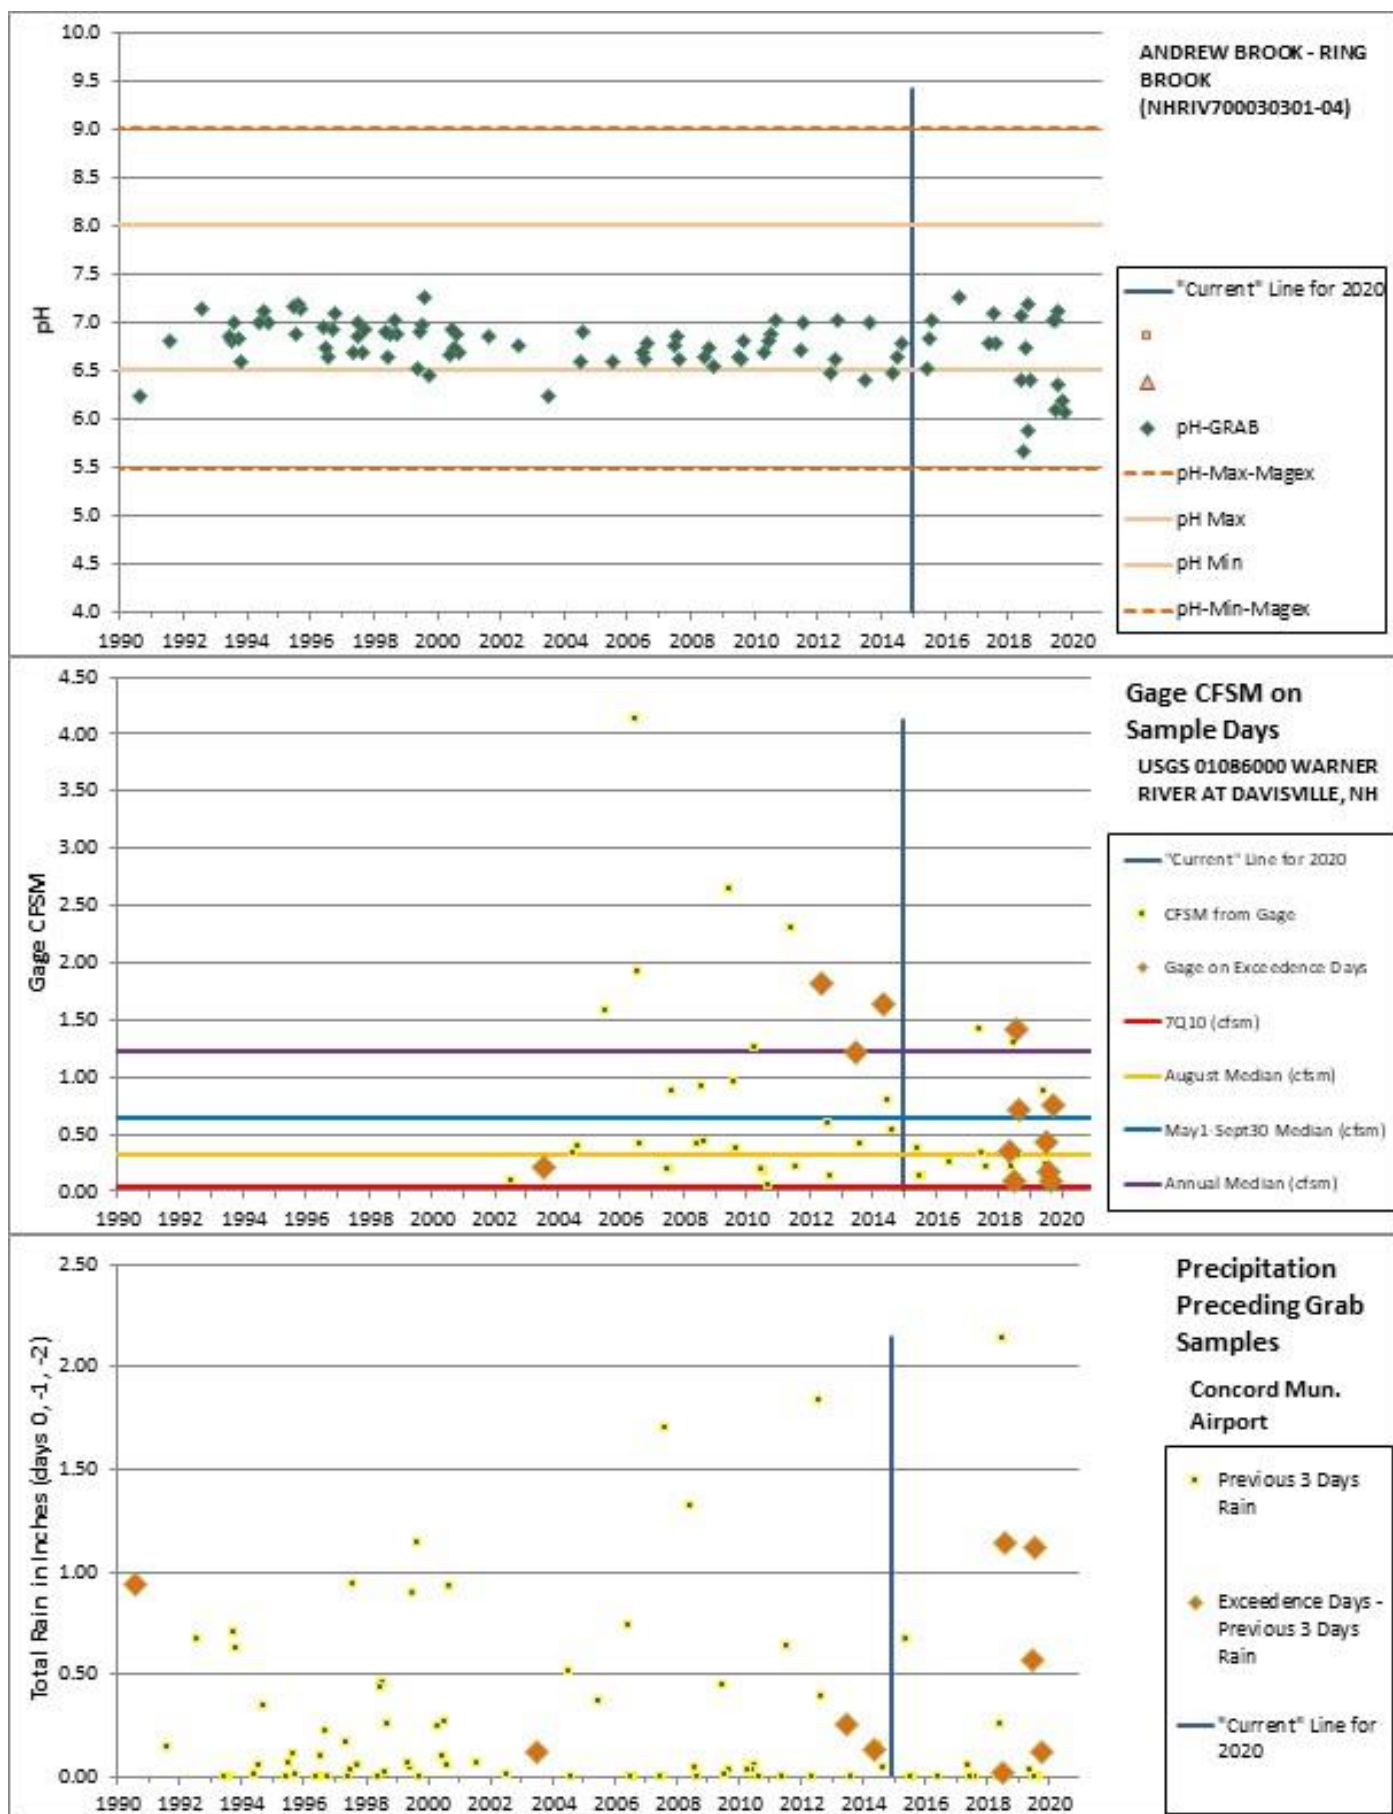 ANDREW BROOK - RING
BROOK
(NHRIV700030301-04)
10.0
9.5
9.0
8.5
8.0
7.5
7.0
6.5
6.0
5.5
5.0
4.5
4.0
pH
1990 1992 1994 1996 1998 2000 2002 2004 2006 2008 2010 2012 2014 2016 2018 2020
"Current" Line for 2020
pH-GRAB
pH-Max-Magex
pH Max
pH Min
pH-Min-Magex
Gage CFSM on
Sample Days
USGS 01086000 WARNER
RIVER AT DAVISVILLE, NH
4.50
4.00
3.50
3.00
2.50
2.00
1.50
1.00
0.50
0.00
Gage CFSM
1990 1992 1994 1996 1998 2000 2002 2004 2006 2008 2010 2012 2014 2016 2018 2020
"Current" Line for 2020
CFSM from Gage
Gage on Exceedence Days
7Q10 (cfsm)
August Median (cfsm)
May1-Sept30 Median (cfsm)
Annual Median (cfsm)
Precipitation
Preceding Grab
Samples
Concord Mun.
Airport
2.50
2.00
1.50
1.00
0.50
0.00
Total Rain in Inches (days 0, -1, -2)
1990 1992 1994 1996 1998 2000 2002 2004 2006 2008 2010 2012 2014 2016 2018 2020
Previous 3 Days
Rain
Exceedence Days -
Previous 3 Days
Rain
"Current" Line for
2020